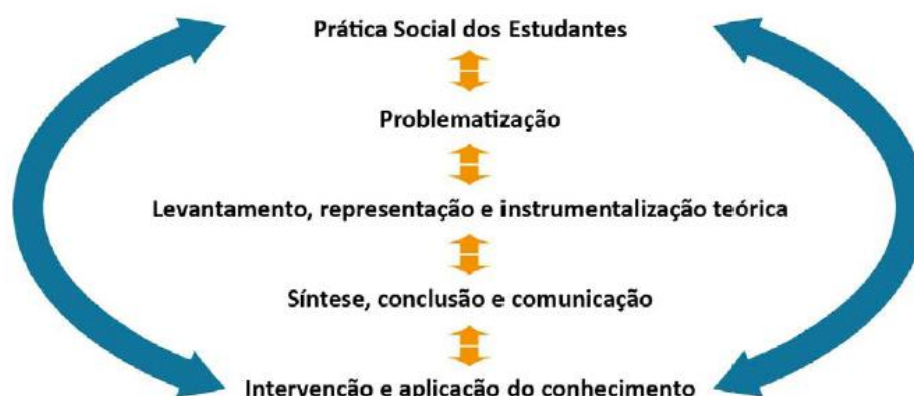 Prática Social dos Estudantes
Problematização
Levantamento, representação e instrumentalização teórica
Síntese, conclusão e comunicação
Intervenção e aplicação do conhecimento